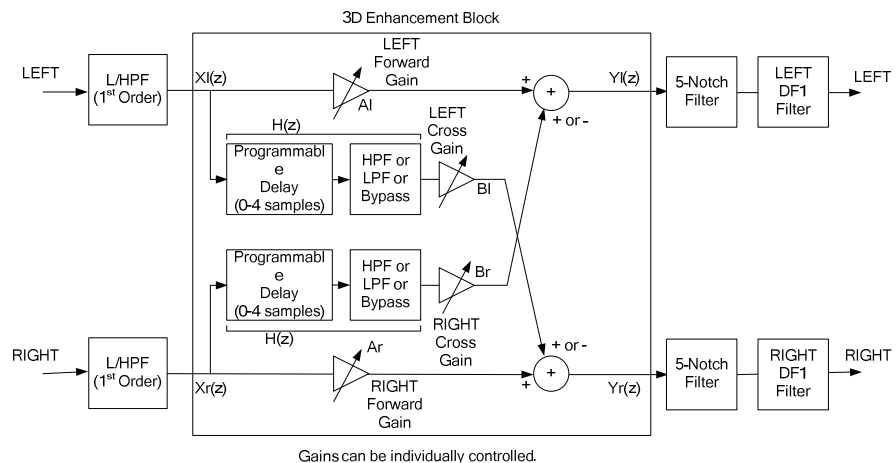 3D Enhancement Block
LEFT
L/HPF
(1st Order)
Xl(z)
LEFT
Forward
Gain
Al
+
+
Yl(z)
5-Notch
Filter
LEFT
DF1
Filter
LEFT
+ or -
H(z)
Programmabl
e
Delay
(0-4 samples)
HPF or
LPF or
Bypass
LEFT
Cross
Gain
Bl
Programmabl
e
Delay
(0-4 samples)
HPF or
LPF or
Bypass
Br
RIGHT
Cross
Gain
H(z)
RIGHT
L/HPF
(1st Order)
Xr(z)
Ar
RIGHT
Forward
Gain
+ or -
+
+
Yr(z)
5-Notch
Filter
RIGHT
DF1
Filter
RIGHT
Gains can be individually controlled.